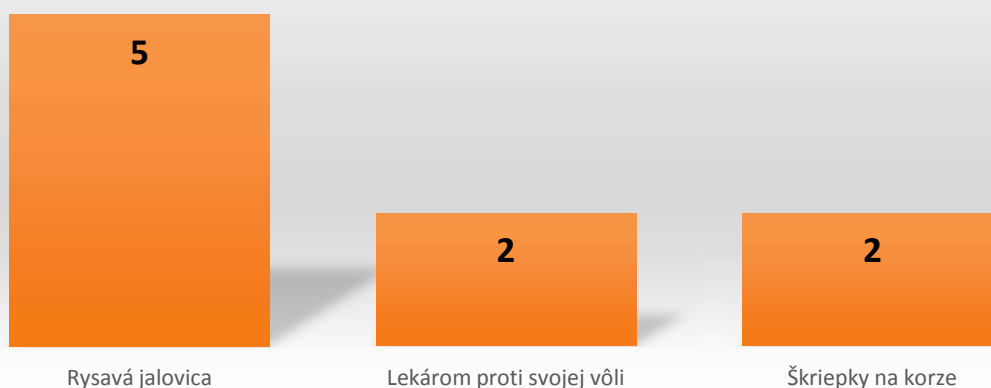 5
2
2
Rysavá jalovica
Lekárom proti svojej vôli
Škriepky na korze